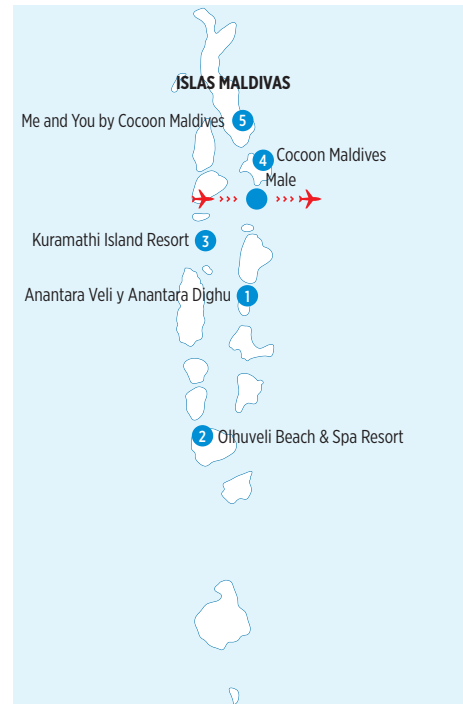 ISLAS MALDIVAS
Me and You by Cocoon Maldives 5
4 Cocoon Maldives
Male
Kuramathi Island Resort 3
Anantara Veli y Anantara Dighu 1
2 Olhuveli Beach & Spa Resort